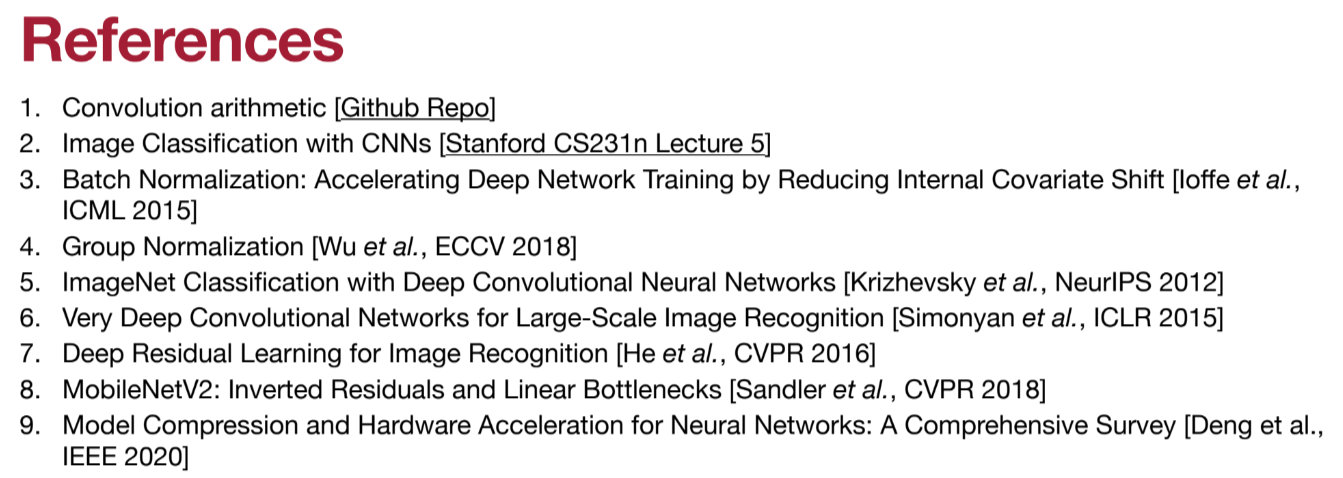 References
1. Convolution arithmetic [Github Repo]
2. Image Classification with CNNs [Stanford CS231n Lecture 5]
3. Batch Normalization: Accelerating Deep Network Training by Reducing Internal Covariate Shift [Ioffe et al.,
ICML 2015]
4. Group Normalization [Wu et al., ECCV 2018]
5. ImageNet Classification with Deep Convolutional Neural Networks [Krizhevsky et al., NeurIPS 2012]
6. Very Deep Convolutional Networks for Large-Scale Image Recognition [Simonyan et al., ICLR 2015]
7. Deep Residual Learning for Image Recognition [He et al., CVPR 2016]
8. MobileNetV2: Inverted Residuals and Linear Bottlenecks [Sandler et al., CVPR 2018]
9. Model Compression and Hardware Acceleration for Neural Networks: A Comprehensive Survey [Deng et al.,
IEEE 2020]